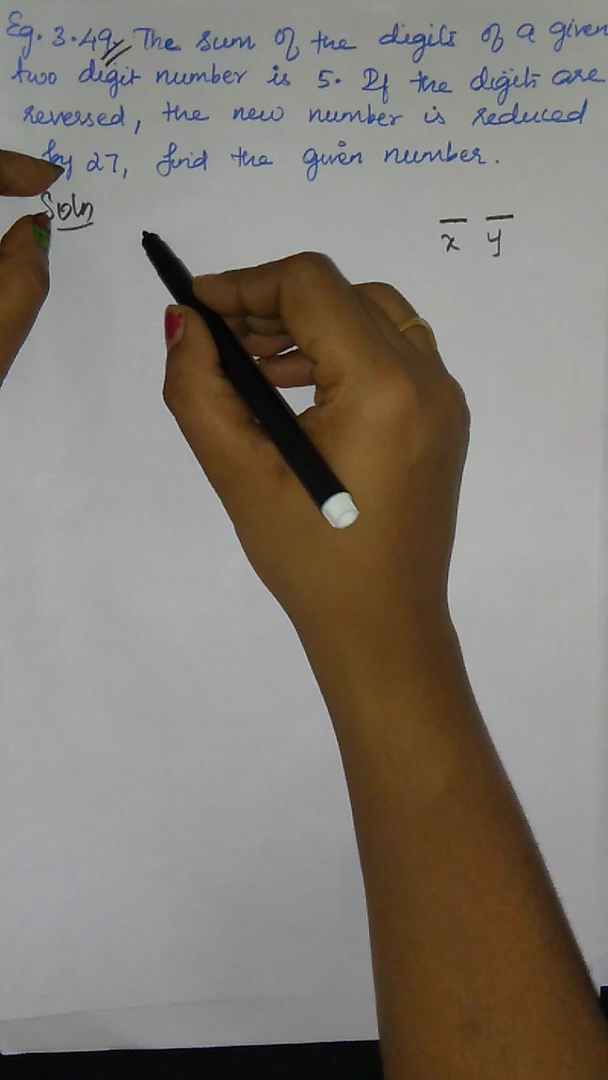 Eg. 3.49 The sum of the digits of a given
two digit number is 5. If the digits are
reversed, the new number is reduced
by 27, find the given number.
Soln
x y